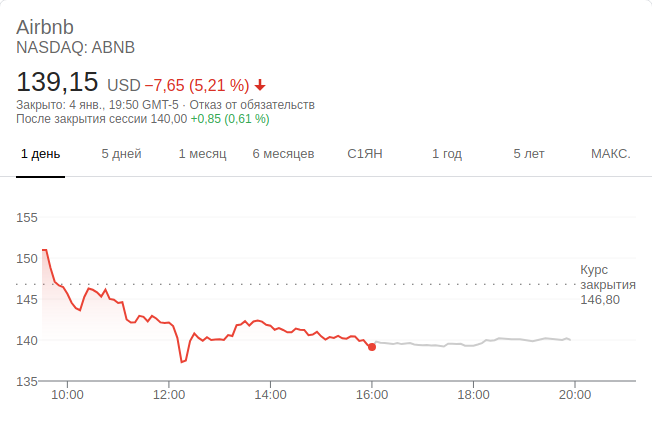 Airbnb
NASDAQ: ABNB
139,15 USD −7,65 (5,21 %)
Закрыто: 4 янв., 19:50 GMT-5 · Отказ от обязательств
После закрытия сессии 140,00 +0,85 (0,61 %)
1 день 5 дней 1 месяц 6 месяцев С1ЯН 1 год 5 лет МАКС.
155
150
Курс
закрытия
146,80
145
140
135
10:00 12:00 14:00 16:00 18:00 20:00